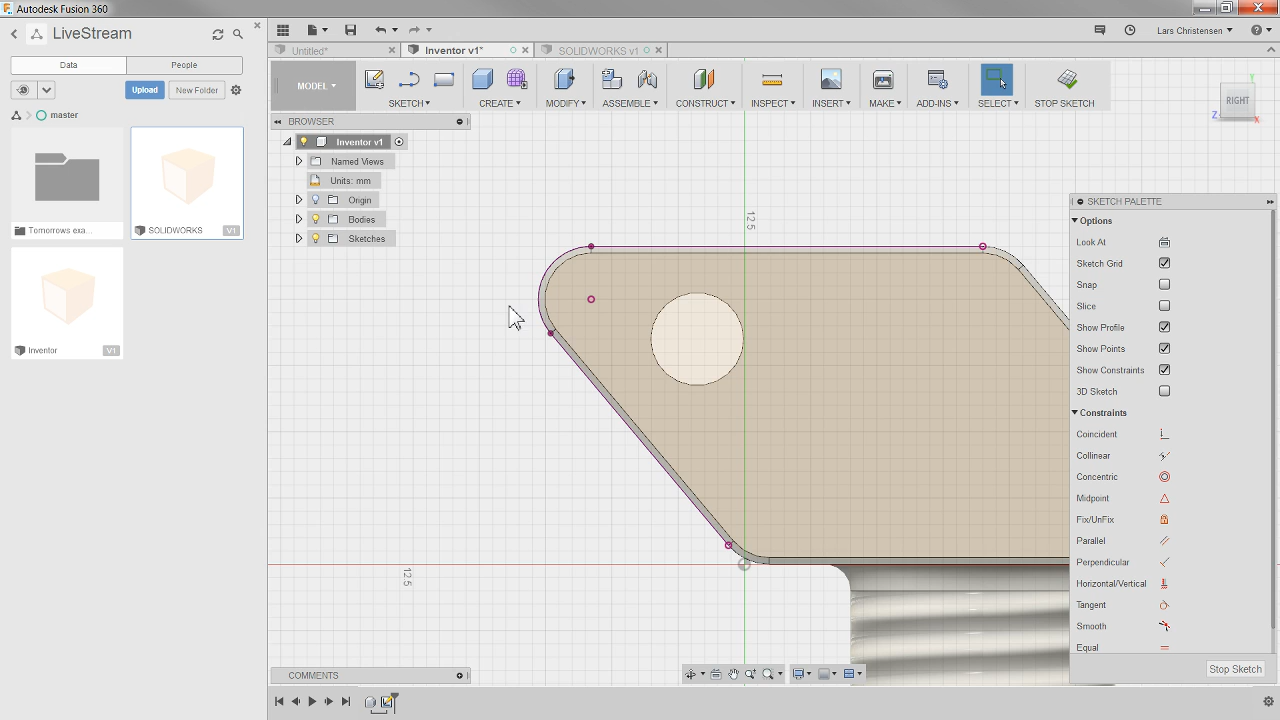 Autodesk Fusion 360
LiveStream
Data
People
Upload
New Folder
master
Tomorrows exa...
SOLIDWORKS
V1
Inventor
V1
Lars Christensen
Untitled*
Inventor v1*
SOLIDWORKS v1
MODEL
SKETCH
CREATE
MODIFY
ASSEMBLE
CONSTRUCT
INSPECT
INSERT
MAKE
ADD-INS
SELECT
STOP SKETCH
BROWSER
Inventor v1
Named Views
Units: mm
Origin
Bodies
Sketches
RIGHT
Y
Z
X
12.5
12.5
SKETCH PALETTE
Options
Look At
Sketch Grid
Snap
Slice
Show Profile
Show Points
Show Constraints
3D Sketch
Constraints
Coincident
Collinear
Concentric
Midpoint
Fix/UnFix
Parallel
Perpendicular
Horizontal/Vertical
Tangent
Smooth
Equal
Stop Sketch
COMMENTS